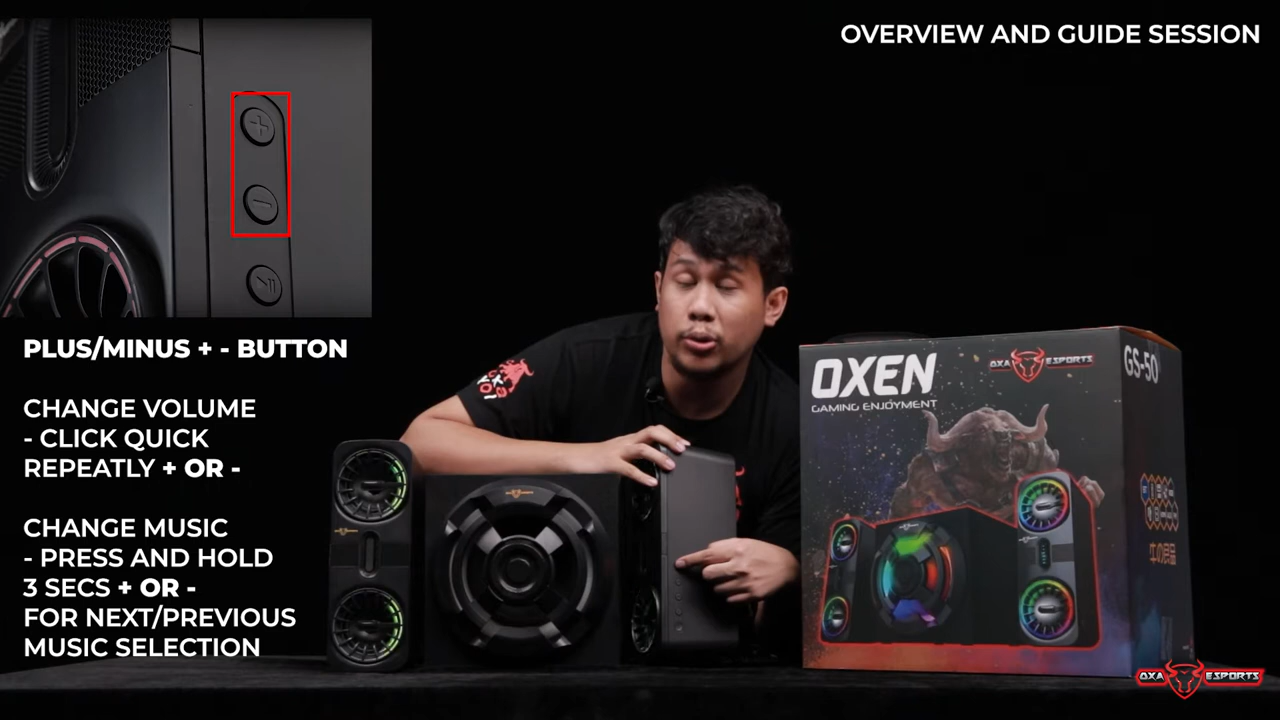 OVERVIEW AND GUIDE SESSION
PLUS/MINUS + - BUTTON
CHANGE VOLUME
- CLICK QUICK
REPEATLY + OR -
CHANGE MUSIC
- PRESS AND HOLD
3 SECS + OR -
FOR NEXT/PREVIOUS
MUSIC SELECTION
OXEN
GAMING ENJOYMENT
OXA ESPORTS
GS-50
OXA ESPORTS